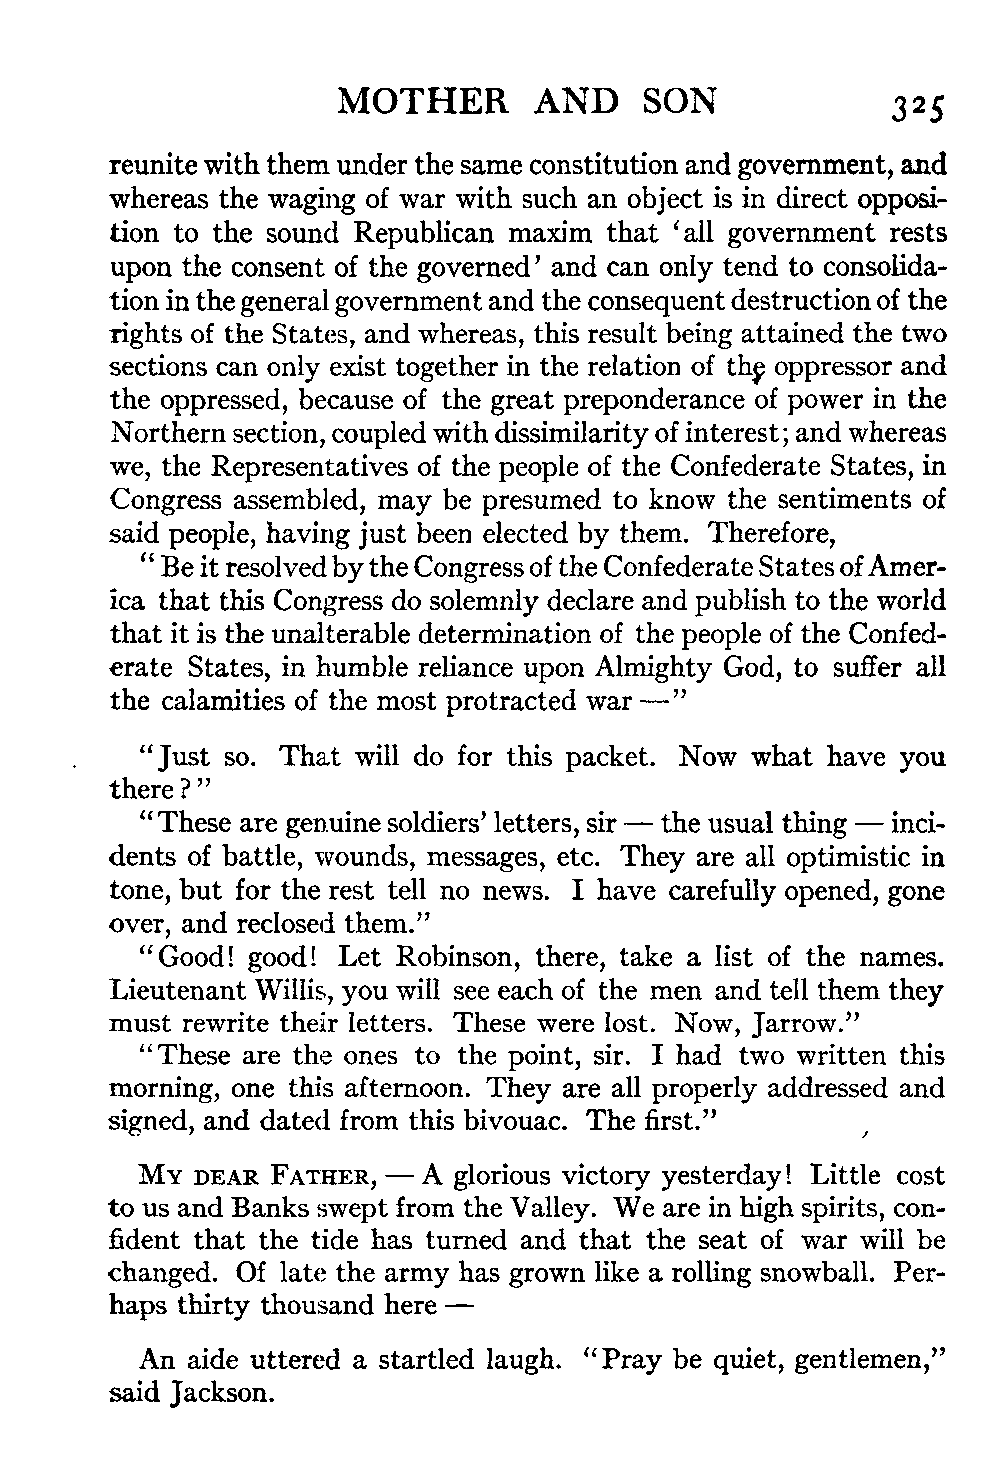 MOTHER AND SON 325
reunite with them under the same constitution and government, and
whereas the waging of war with such an object is in direct opposi-
tion to the sound Republican maxim that ‘all government rests
upon the consent of the governed’ and can only tend to consolida-
tion in the general government and the consequent destruction of the
rights of the States, and whereas, this result being attained the two
sections can only exist together in the relation of the oppressor and
the oppressed, because of the great preponderance of power in the
Northern section, coupled with dissimilarity of interest; and whereas
we, the Representatives of the people of the Confederate States, in
Congress assembled, may be presumed to know the sentiments of
said people, having just been elected by them. Therefore,
“Be it resolved by the Congress of the Confederate States of Amer-
ica that this Congress do solemnly declare and publish to the world
that it is the unalterable determination of the people of the Confed-
erate States, in humble reliance upon Almighty God, to suffer all
the calamities of the most protracted war —”
“Just so. That will do for this packet. Now what have you
there?”
“These are genuine soldiers’ letters, sir — the usual thing — inci-
dents of battle, wounds, messages, etc. They are all optimistic in
tone, but for the rest tell no news. I have carefully opened, gone
over, and reclosed them.”
“Good! good! Let Robinson, there, take a list of the names.
Lieutenant Willis, you will see each of the men and tell them they
must rewrite their letters. These were lost. Now, Jarrow.”
“These are the ones to the point, sir. I had two written this
morning, one this afternoon. They are all properly addressed and
signed, and dated from this bivouac. The first.”
MY DEAR FATHER, — A glorious victory yesterday! Little cost
to us and Banks swept from the Valley. We are in high spirits, con-
fident that the tide has turned and that the seat of war will be
changed. Of late the army has grown like a rolling snowball. Per-
haps thirty thousand here —
An aide uttered a startled laugh. “Pray be quiet, gentlemen,”
said Jackson.